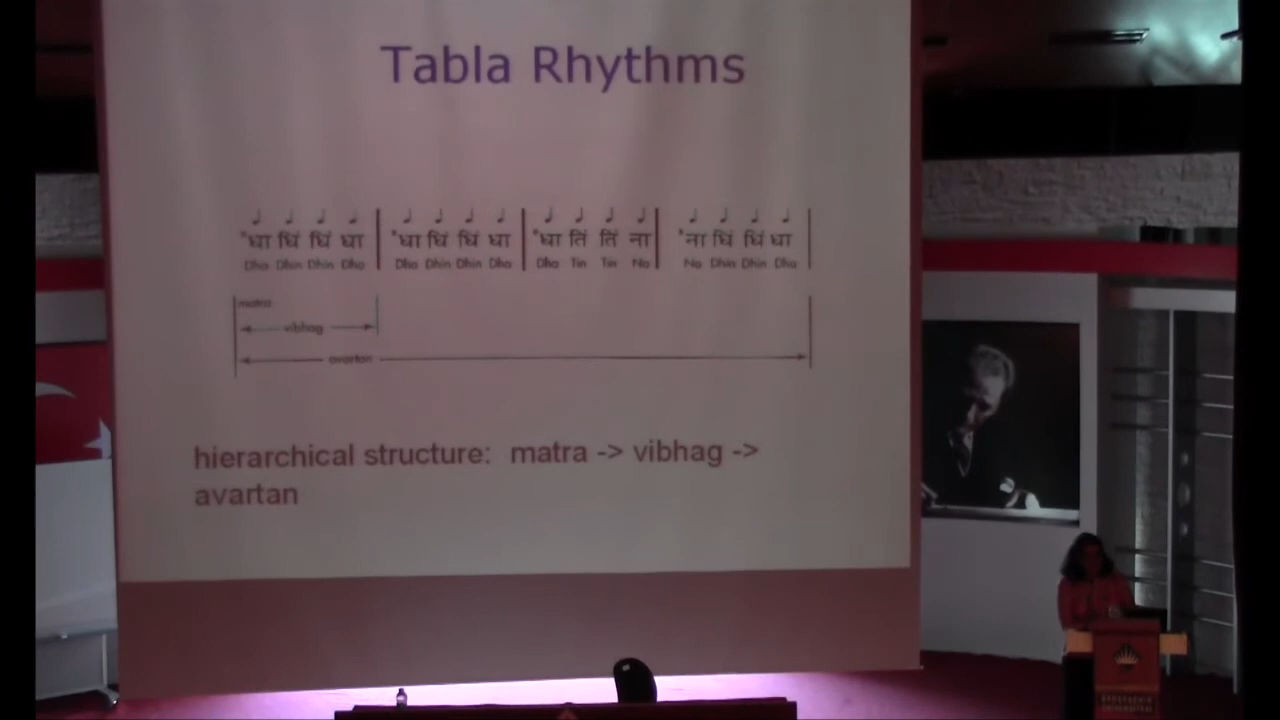 Tabla Rhythms
धा धिं धिं धा धा धिं धिं धा धा तिं तिं ना ना धिं धिं धा
Dha Dhin Dhin Dha Dha Dhin Dhin Dha Dha Tin Tin Na Na Dhin Dhin Dha
matra
vibhag
avartan
hierarchical structure: matra -> vibhag ->
avartan